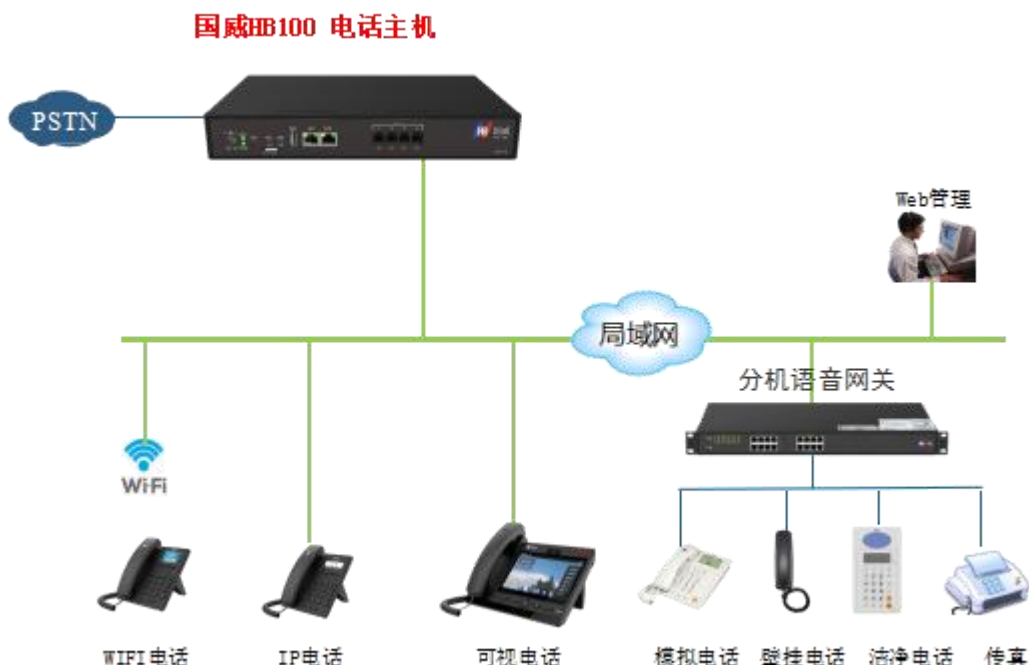 国威HB100 电话主机
PSTN
Web管理
局域网
分机语音网关
WiFi
WIFI电话
IP电话
可视电话
模拟电话
壁挂电话
洁净电话
传真